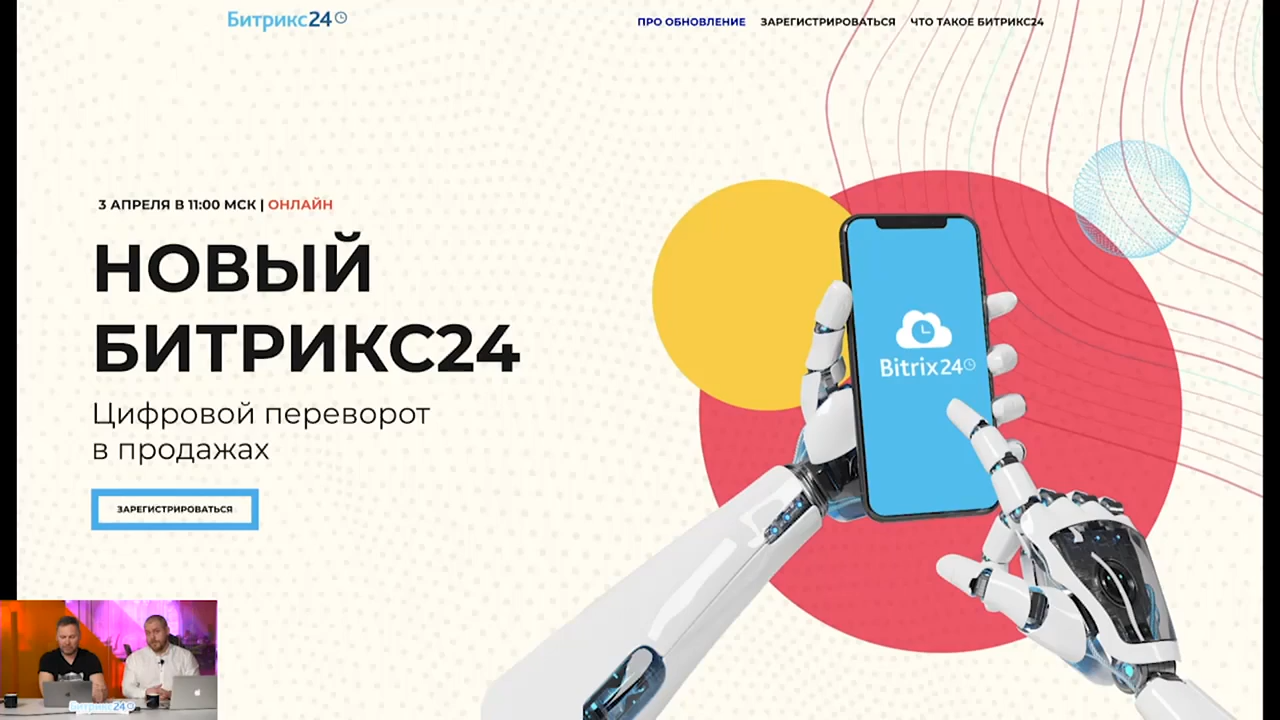 Битрикс24
ПРО ОБНОВЛЕНИЕ ЗАРЕГИСТРИРОВАТЬСЯ ЧТО ТАКОЕ БИТРИКС24
3 АПРЕЛЯ В 11:00 МСК | ОНЛАЙН
НОВЫЙ
БИТРИКС24
Цифровой переворот
в продажах
ЗАРЕГИСТРИРОВАТЬСЯ
Bitrix24
Битрикс24